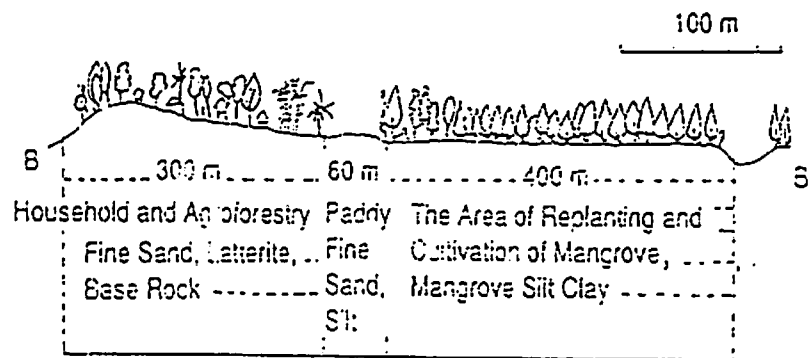 100 m
B
300 m
60 m
400 m
B
Household and Agroforestry
Fine Sand, Latterite,
Base Rock
Paddy
Fine
Sand,
Silt
The Area of Replanting and
Cultivation of Mangrove,
Mangrove Silt Clay